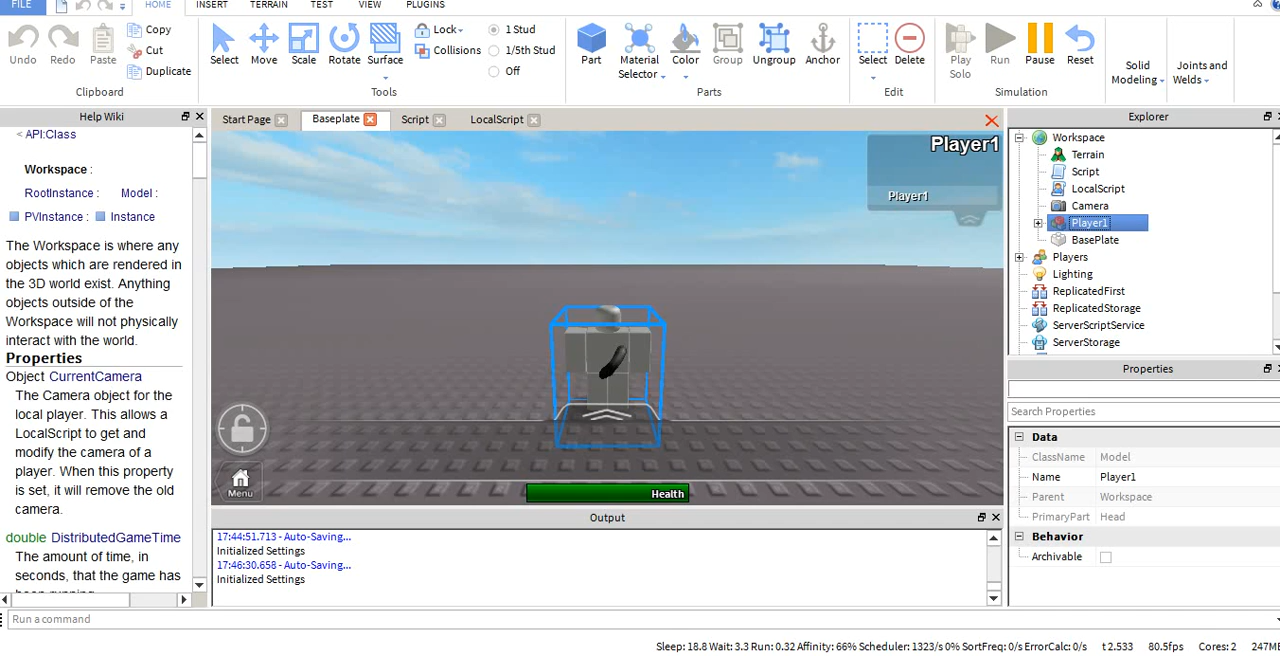 FILE
HOME
INSERT
TERRAIN
TEST
VIEW
PLUGINS
Undo
Redo
Paste
Copy
Cut
Duplicate
Clipboard
Select
Move
Scale
Rotate
Surface
Lock
Collisions
1 Stud
1/5th Stud
Off
Tools
Part
Material
Selector
Color
Group
Ungroup
Anchor
Parts
Select
Delete
Edit
Play
Solo
Run
Pause
Reset
Simulation
Solid
Modeling
Joints and
Welds
Help Wiki
< API:Class
Workspace :
RootInstance : Model :
PVInstance : Instance
The Workspace is where any
objects which are rendered in
the 3D world exist. Anything
objects outside of the
Workspace will not physically
interact with the world.
Properties
Object CurrentCamera
The Camera object for the
local player. This allows a
LocalScript to get and
modify the camera of a
player. When this property
is set, it will remove the old
camera.
double DistributedGameTime
The amount of time, in
seconds, that the game has
Start Page
Baseplate
Script
LocalScript
Player1
Player1
Menu
Health
Output
17:44:51.713 - Auto-Saving...
Initialized Settings
17:46:30.658 - Auto-Saving...
Initialized Settings
Explorer
Workspace
Terrain
Script
LocalScript
Camera
Player1
BasePlate
Players
Lighting
ReplicatedFirst
ReplicatedStorage
ServerScriptService
ServerStorage
Properties
Search Properties
Data
ClassName Model
Name Player1
Parent Workspace
PrimaryPart Head
Behavior
Archivable
Run a command
Sleep: 18.8 Wait: 3.3 Run: 0.32 Affinity: 66% Scheduler: 1323/s 0% SortFreq: 0/s ErrorCalc: 0/s t 2.533 80.5fps Cores: 2